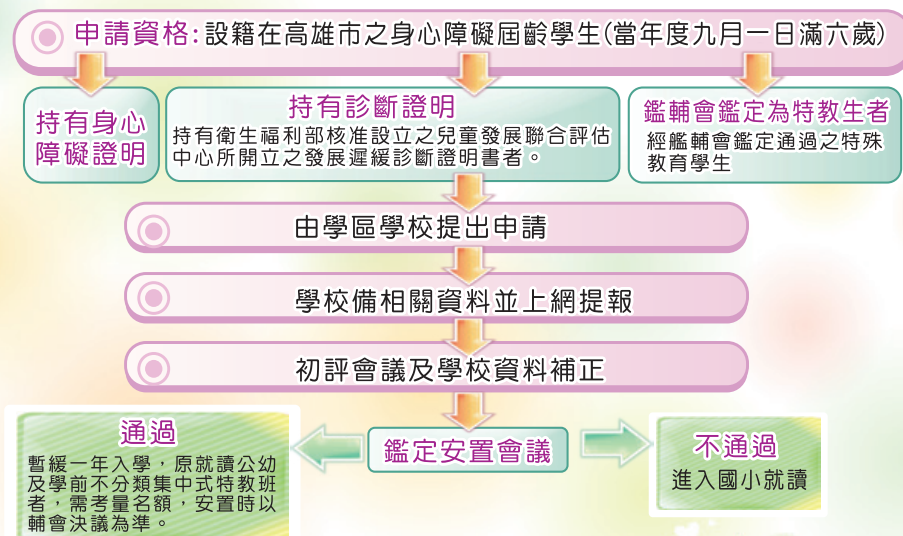 申請資格:設籍在高雄市之身心障礙屆齡學生(當年度九月一日滿六歲)
持有身心
障礙證明
持有診斷證明
持有衛生福利部核准設立之兒童發展聯合評估
中心所開立之發展遲緩診斷證明書者。
鑑輔會鑑定為特教生者
經鑑輔會鑑定通過之特殊
教育學生
由學區學校提出申請
學校備相關資料並上網提報
初評會議及學校資料補正
鑑定安置會議
通過
暫緩一年入學，原就讀公幼
及學前不分類集中式特教班
者，需考量名額，安置時以
輔會決議為準。
不通過
進入國小就讀